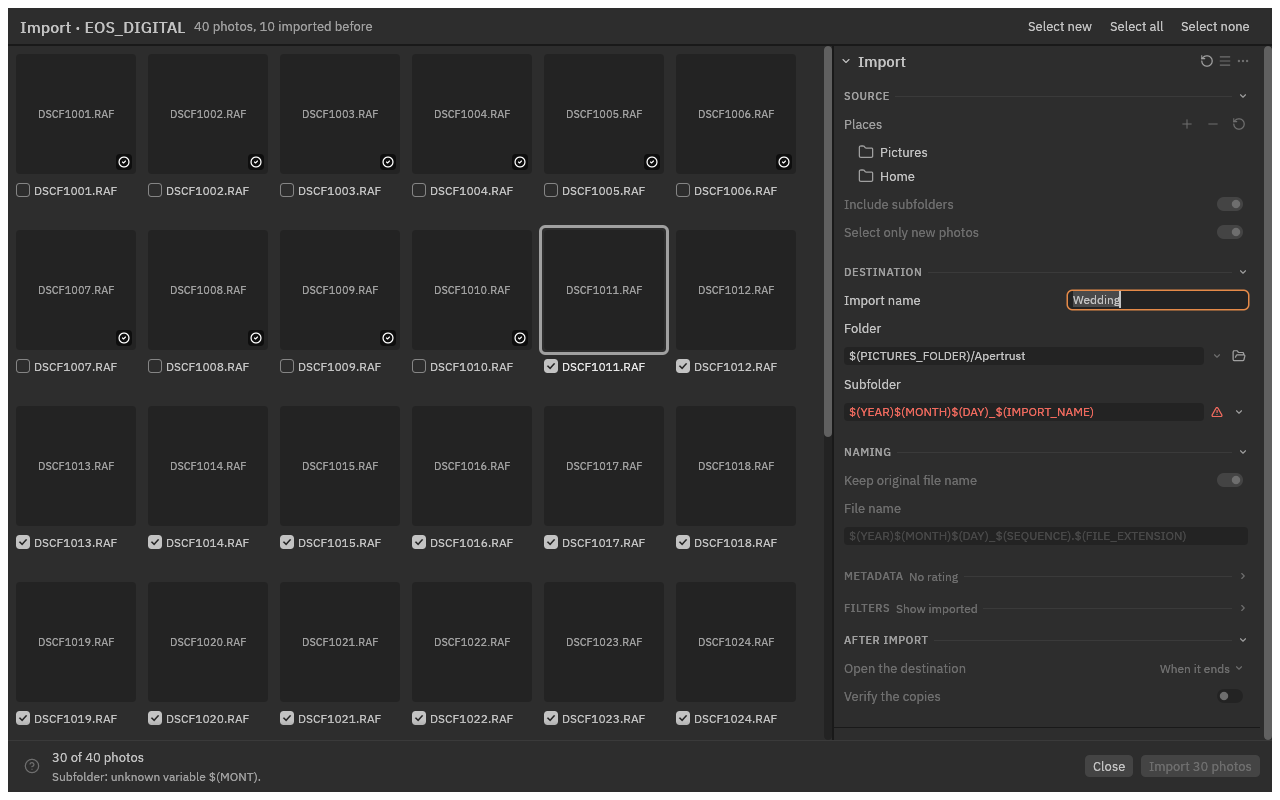 Import · EOS_DIGITAL 40 photos, 10 imported before Select new Select all Select none
DSCF1001.RAF DSCF1002.RAF DSCF1003.RAF DSCF1004.RAF DSCF1005.RAF DSCF1006.RAF
DSCF1001.RAF DSCF1002.RAF DSCF1003.RAF DSCF1004.RAF DSCF1005.RAF DSCF1006.RAF
DSCF1007.RAF DSCF1008.RAF DSCF1009.RAF DSCF1010.RAF DSCF1011.RAF DSCF1012.RAF
DSCF1007.RAF DSCF1008.RAF DSCF1009.RAF DSCF1010.RAF DSCF1011.RAF DSCF1012.RAF
DSCF1013.RAF DSCF1014.RAF DSCF1015.RAF DSCF1016.RAF DSCF1017.RAF DSCF1018.RAF
DSCF1013.RAF DSCF1014.RAF DSCF1015.RAF DSCF1016.RAF DSCF1017.RAF DSCF1018.RAF
DSCF1019.RAF DSCF1020.RAF DSCF1021.RAF DSCF1022.RAF DSCF1023.RAF DSCF1024.RAF
DSCF1019.RAF DSCF1020.RAF DSCF1021.RAF DSCF1022.RAF DSCF1023.RAF DSCF1024.RAF
Import
SOURCE
Places
Pictures
Home
Include subfolders
Select only new photos
DESTINATION
Import name Wedding
Folder
$(PICTURES_FOLDER)/Apertrust
Subfolder
$(YEAR)$(MONTH)$(DAY)_$(IMPORT_NAME)
NAMING
Keep original file name
File name
$(YEAR)$(MONTH)$(DAY)_$(SEQUENCE).$(FILE_EXTENSION)
METADATA No rating
FILTERS Show imported
AFTER IMPORT
Open the destination When it ends
Verify the copies
30 of 40 photos
Subfolder: unknown variable $(MONT).
Close Import 30 photos